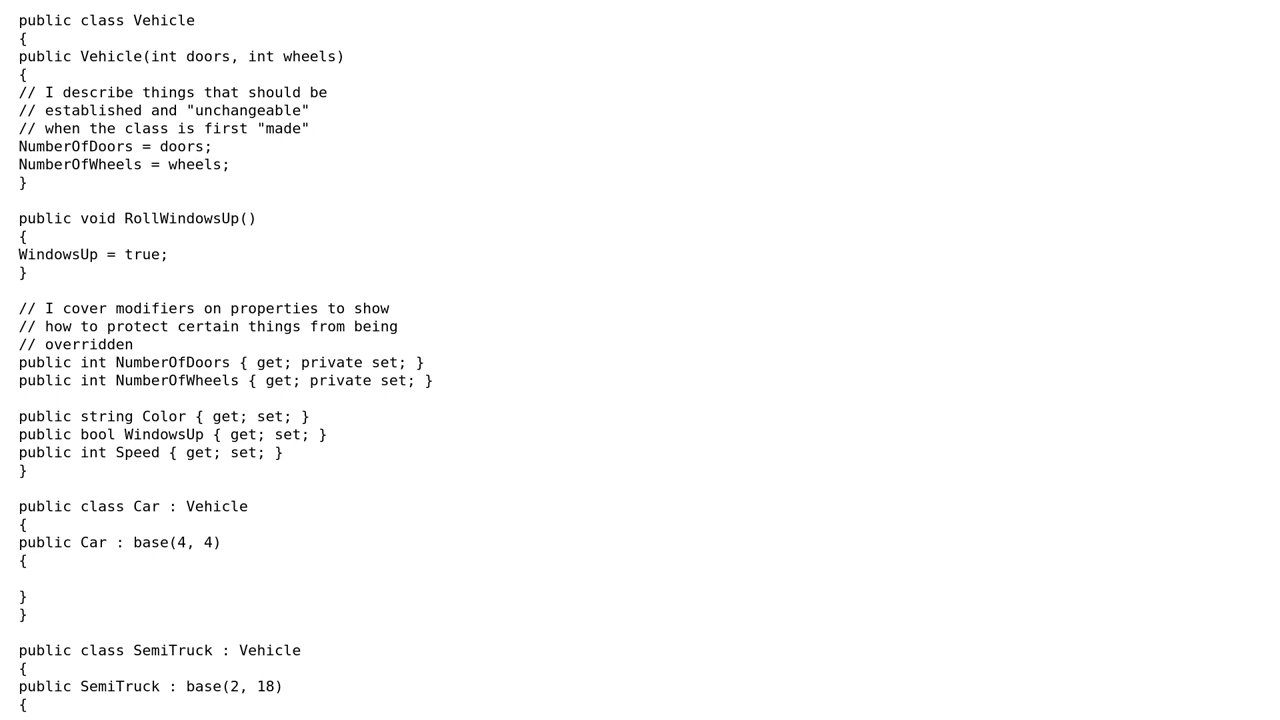 public class Vehicle
{
public Vehicle(int doors, int wheels)
{
// I describe things that should be
// established and "unchangeable"
// when the class is first "made"
NumberOfDoors = doors;
NumberOfWheels = wheels;
}

public void RollWindowsUp()
{
WindowsUp = true;
}

// I cover modifiers on properties to show
// how to protect certain things from being
// overridden
public int NumberOfDoors { get; private set; }
public int NumberOfWheels { get; private set; }

public string Color { get; set; }
public bool WindowsUp { get; set; }
public int Speed { get; set; }
}

public class Car : Vehicle
{
public Car : base(4, 4)
{

}
}

public class SemiTruck : Vehicle
{
public SemiTruck : base(2, 18)
{